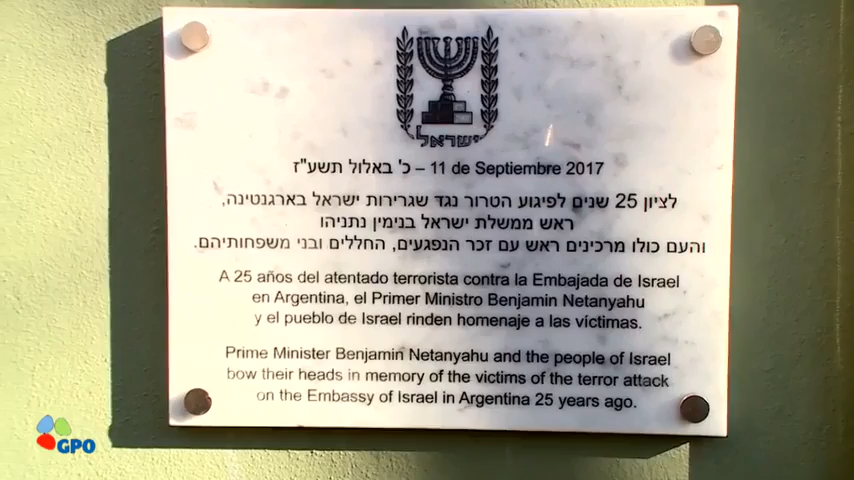 ישראל
כ' באלול תשע"ז – 11 de Septiembre 2017
לציון 25 שנים לפיגוע הטרור נגד שגרירות ישראל בארגנטינה,
ראש ממשלת ישראל בנימין נתניהו
והעם כולו מרכינים ראש עם זכר הנפגעים, החללים ובני משפחותיהם.
A 25 años del atentado terrorista contra la Embajada de Israel
en Argentina, el Primer Ministro Benjamin Netanyahu
y el pueblo de Israel rinden homenaje a las víctimas.
Prime Minister Benjamin Netanyahu and the people of Israel
bow their heads in memory of the victims of the terror attack
on the Embassy of Israel in Argentina 25 years ago.
GPO